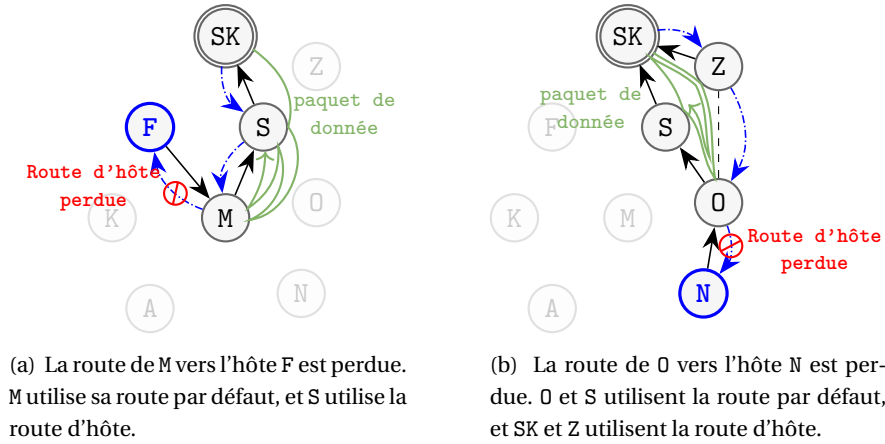 SK
Z
paquet de
donnée
F
S
Route d'hôte
perdue
K
M
O
A
N
(a) La route de M vers l'hôte F est perdue.
M utilise sa route par défaut, et S utilise la
route d'hôte.
SK
Z
paquet de
donnée
F
S
K
M
O
Route d'hôte
perdue
A
N
(b) La route de O vers l'hôte N est per-
due. O et S utilisent la route par défaut,
et SK et Z utilisent la route d'hôte.